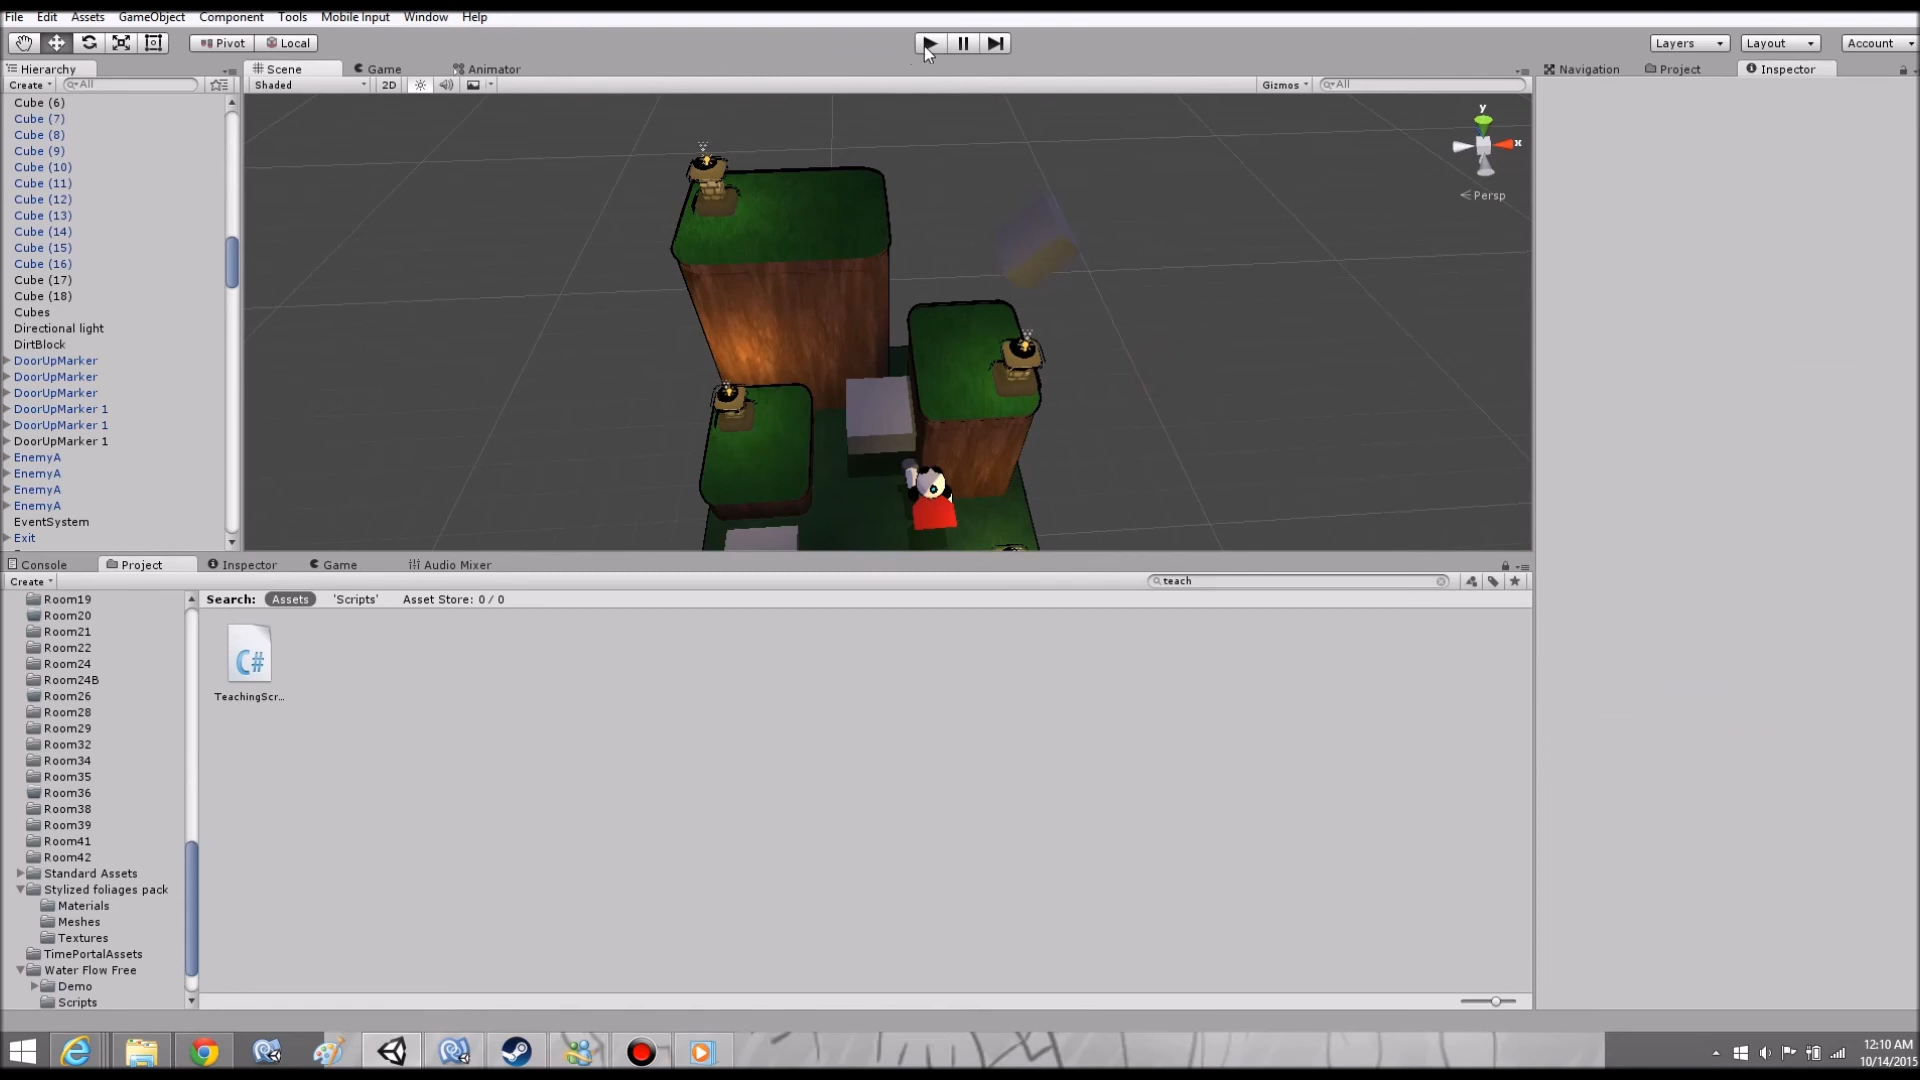 File Edit Assets GameObject Component Tools Mobile Input Window Help
Pivot Local Layers Layout Account
Hierarchy Scene Game Animator Navigation Project Inspector
Create All Shaded 2D Gizmos All
Cube (6)
Cube (7)
Cube (8)
Cube (9)
Cube (10)
Cube (11)
Cube (12)
Cube (13)
Cube (14)
Cube (15)
Cube (16)
Cube (17)
Cube (18)
Cubes
Directional light
DirtBlock
DoorUpMarker
DoorUpMarker
DoorUpMarker
DoorUpMarker 1
DoorUpMarker 1
DoorUpMarker 1
EnemyA
EnemyA
EnemyA
EnemyA
EventSystem
Exit
y
x
Persp
Console Project Inspector Game Audio Mixer
Create teach
Search: Assets 'Scripts' Asset Store: 0 / 0
Room19
Room20
Room21
Room22
Room24
Room24B
Room26
Room28
Room29
Room32
Room34
Room35
Room36
Room38
Room39
Room41
Room42
Standard Assets
Stylized foliages pack
Materials
Meshes
Textures
TimePortalAssets
Water Flow Free
Demo
Scripts
C#
TeachingScr...
12:10 AM
10/14/2015